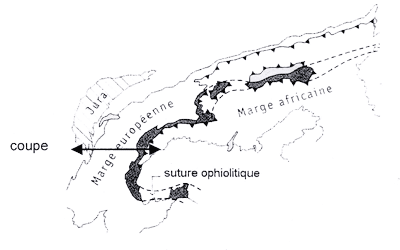 Jura
Marge européenne
Marge africaine
coupe
suture ophiolitique